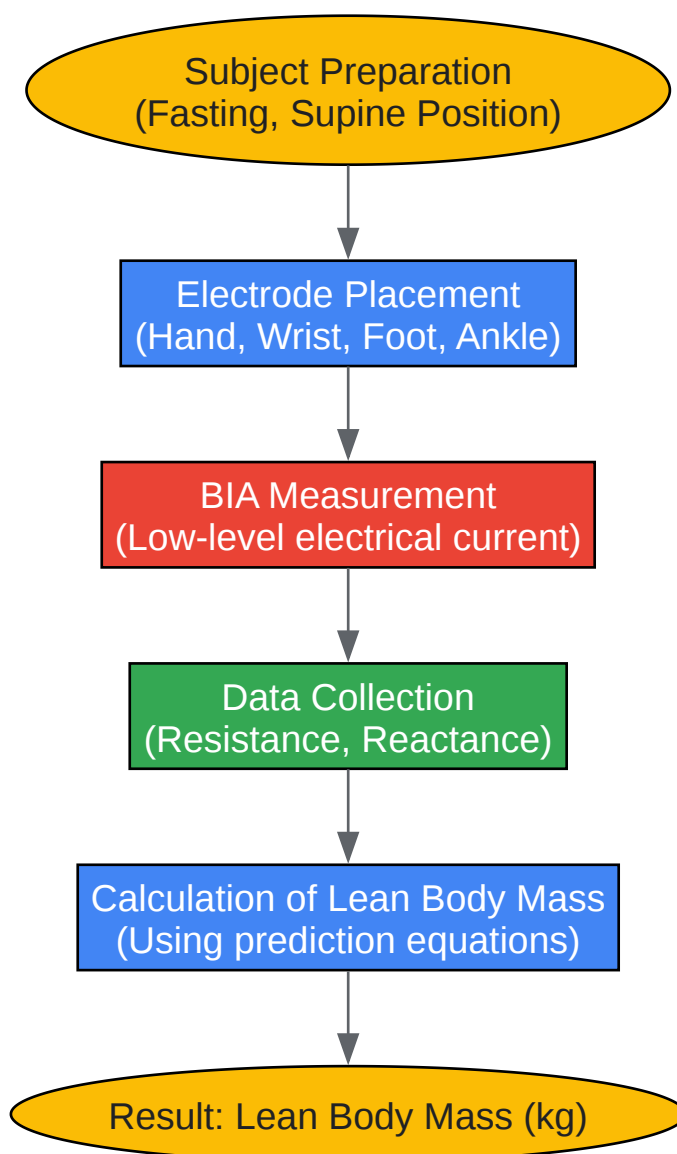 Subject Preparation
(Fasting, Supine Position)
Electrode Placement
(Hand, Wrist, Foot, Ankle)
BIA Measurement
(Low-level electrical current)
Data Collection
(Resistance, Reactance)
Calculation of Lean Body Mass
(Using prediction equations)
Result: Lean Body Mass (kg)